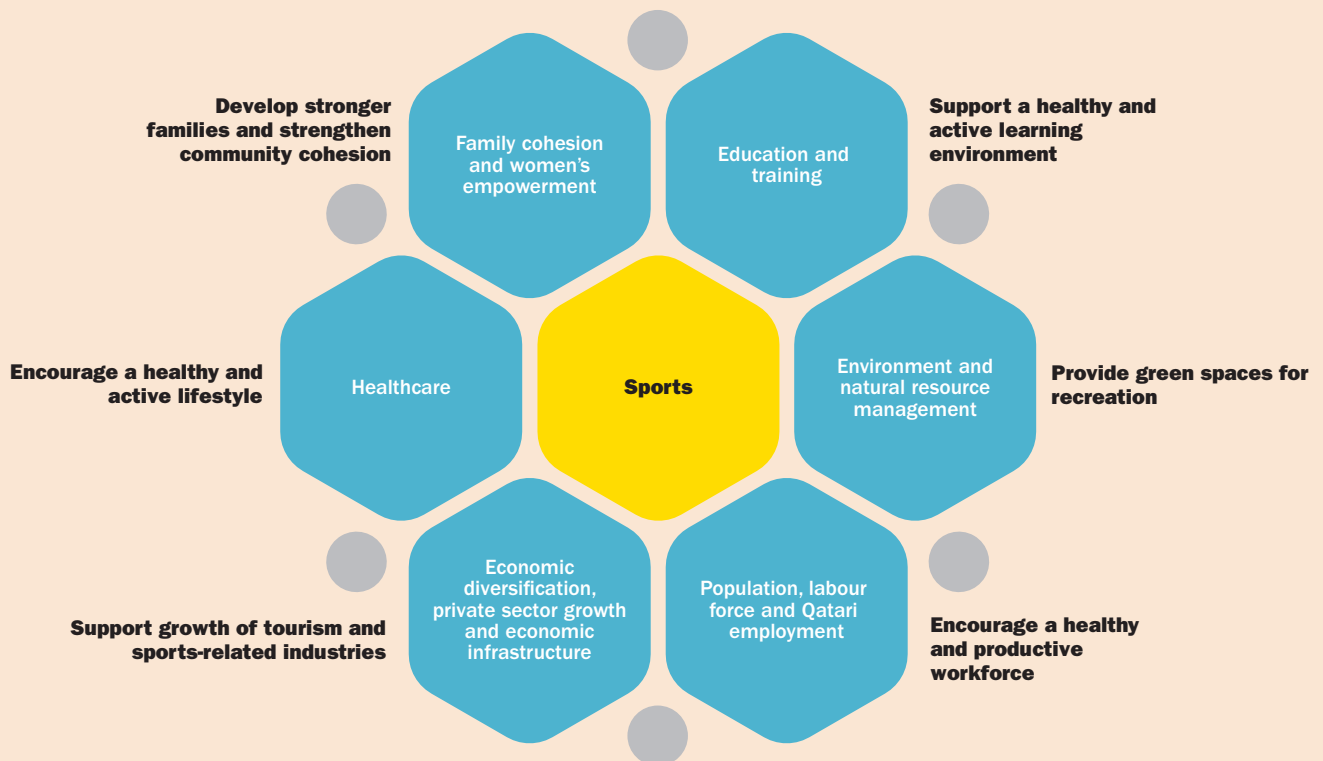 Develop stronger
families and strengthen
community cohesion
Family cohesion
and women's
empowerment
Education and
training
Support a healthy and
active learning
environment
Encourage a healthy and
active lifestyle
Healthcare
Sports
Environment and
natural resource
management
Provide green spaces for
recreation
Support growth of tourism and
sports-related industries
Economic
diversification,
private sector growth
and economic
infrastructure
Population, labour
force and Qatari
employment
Encourage a healthy
and productive
workforce